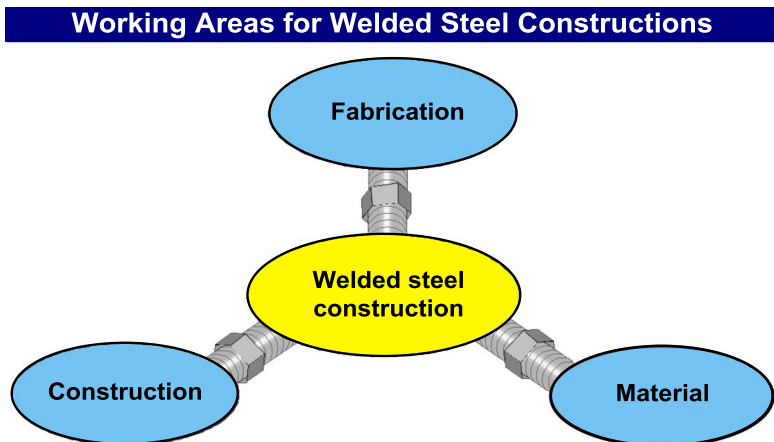 Working Areas for Welded Steel Constructions
Fabrication
Welded steel
construction
Construction
Material